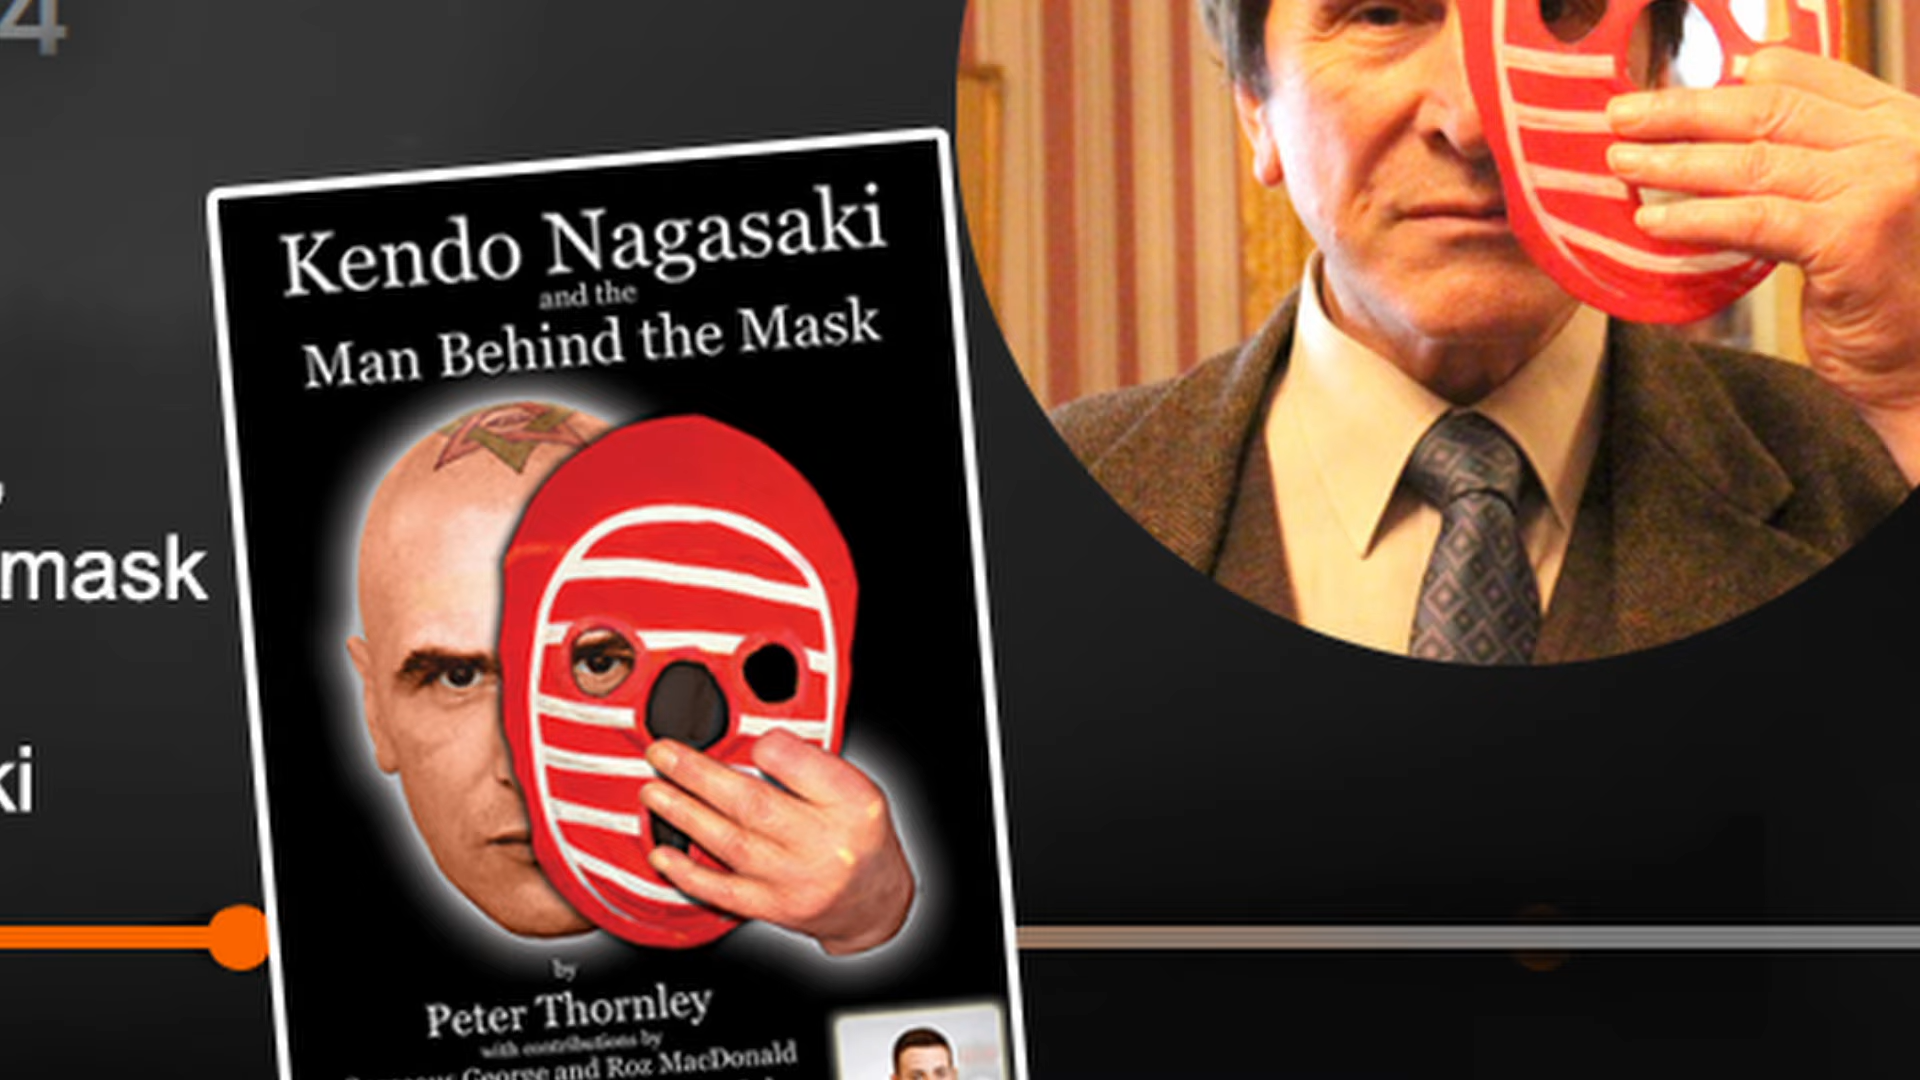 4
mask
ki
Kendo Nagasaki
and the
Man Behind the Mask
by
Peter Thornley
with contributions by
George and Roz MacDonald